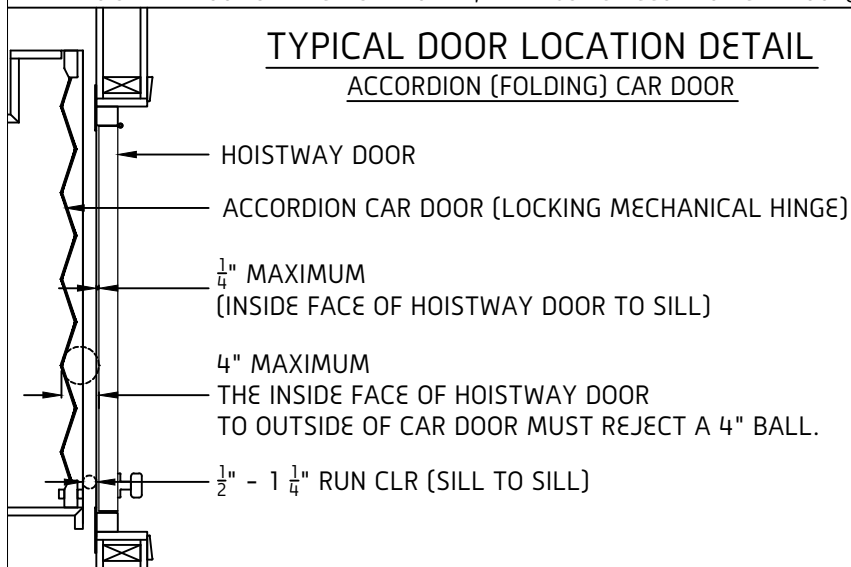 TYPICAL DOOR LOCATION DETAIL
ACCORDION (FOLDING) CAR DOOR
HOISTWAY DOOR
ACCORDION CAR DOOR (LOCKING MECHANICAL HINGE)
1/4" MAXIMUM
(INSIDE FACE OF HOISTWAY DOOR TO SILL)
4" MAXIMUM
THE INSIDE FACE OF HOISTWAY DOOR
TO OUTSIDE OF CAR DOOR MUST REJECT A 4" BALL.
1/2" - 1 1/4" RUN CLR (SILL TO SILL)